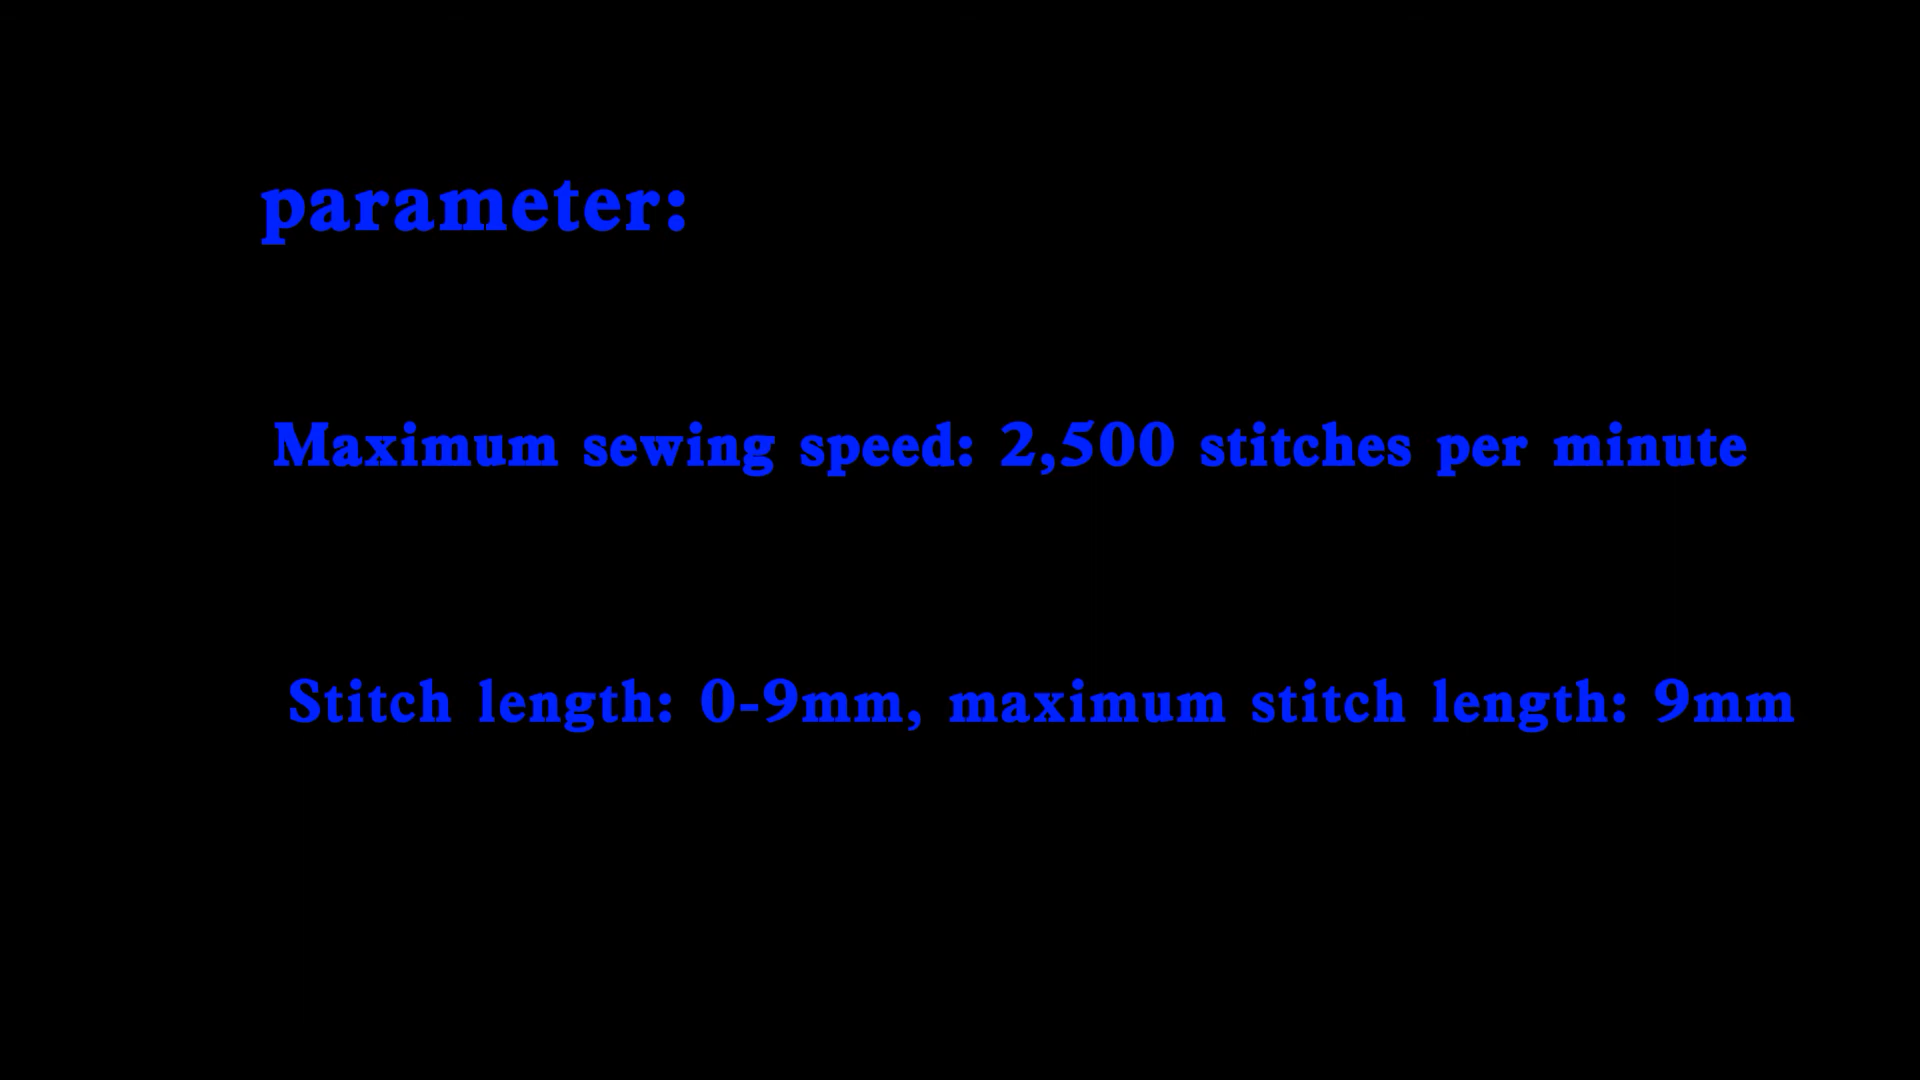 parameter:
Maximum sewing speed: 2,500 stitches per minute
Stitch length: 0-9mm, maximum stitch length: 9mm